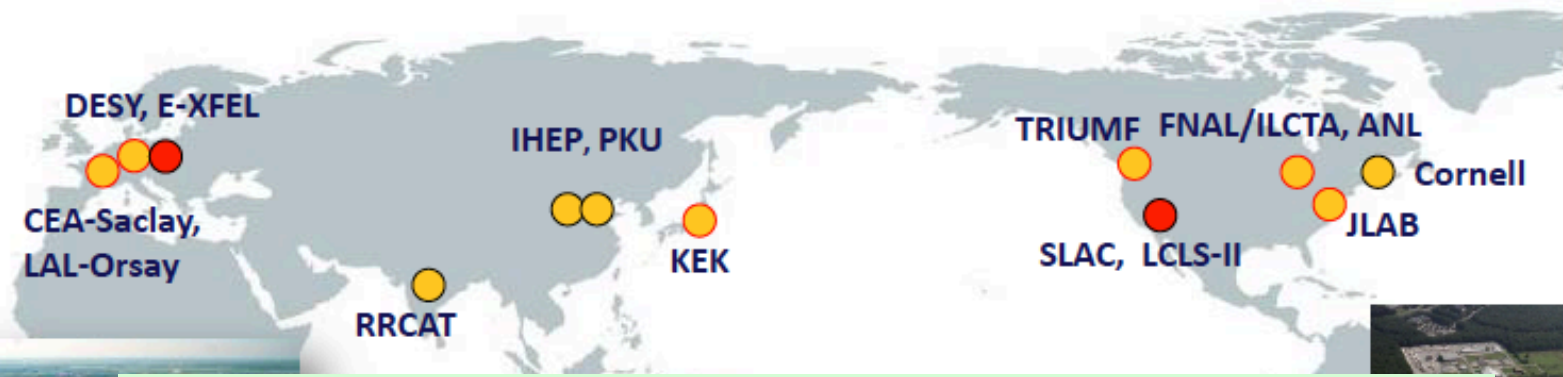 DESY, E-XFEL
IHEP, PKU
TRIUMF
FNAL/ILCTA, ANL
Cornell
CEA-Saclay,
LAL-Orsay
JLAB
KEK
SLAC, LCLS-II
RRCAT